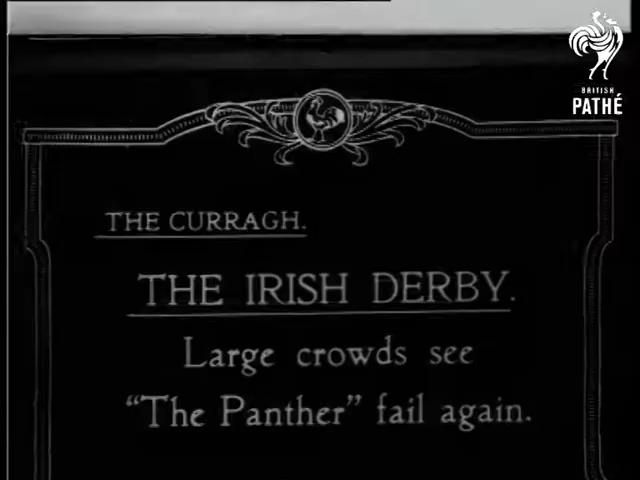 BRITISH
PATHÉ
THE CURRAGH.
THE IRISH DERBY.
Large crowds see
"The Panther" fail again.